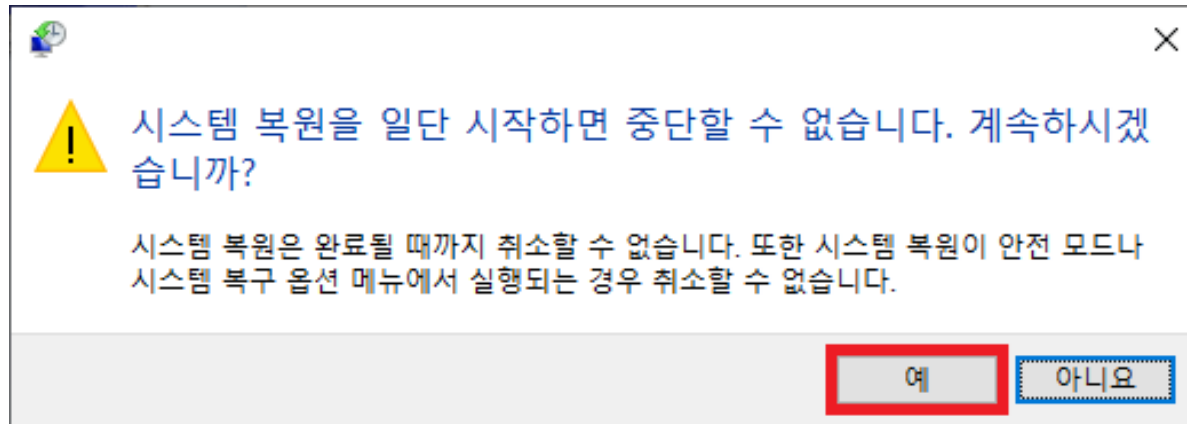 시스템 복원을 일단 시작하면 중단할 수 없습니다. 계속하시겠
습니까?
시스템 복원은 완료될 때까지 취소할 수 없습니다. 또한 시스템 복원이 안전 모드나
시스템 복구 옵션 메뉴에서 실행되는 경우 취소할 수 없습니다.
예 아니요